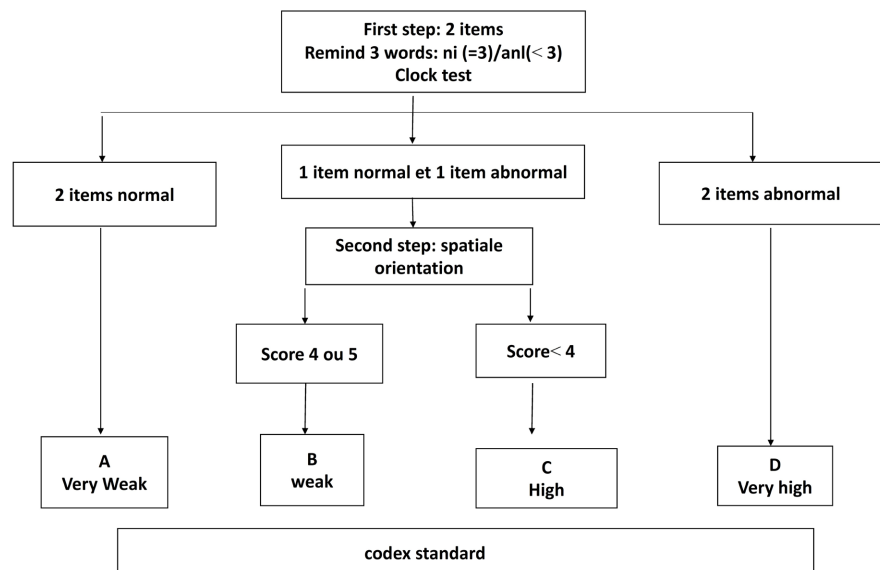 First step: 2 items
Remind 3 words: ni (=3)/anl(< 3)
Clock test
2 items normal
1 item normal et 1 item abnormal
2 items abnormal
Second step: spatiale
orientation
Score 4 ou 5
Score< 4
A
Very Weak
B
weak
C
High
D
Very high
codex standard